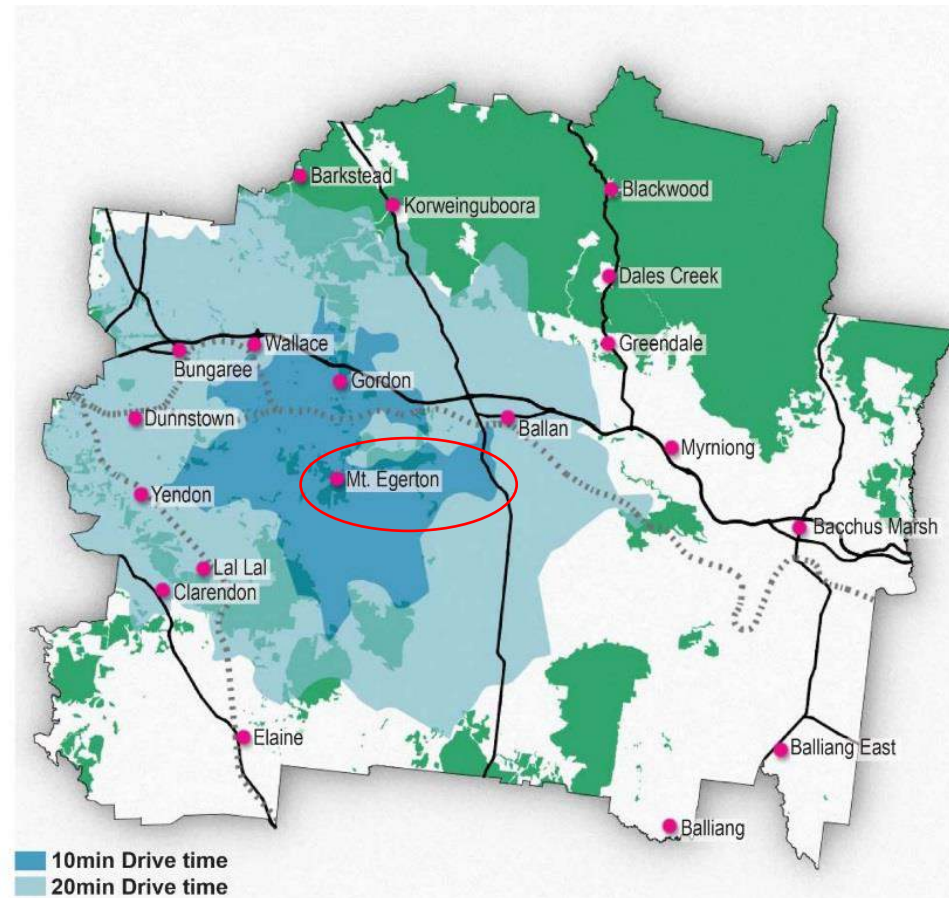 Barkstead
Blackwood
Korweinguboora
Dales Creek
Wallace
Greendale
Bungaree
Gordon
Dunnstown
Ballan
Myrniong
Mt. Egerton
Yendon
Bacchus Marsh
Lal Lal
Clarendon
Elaine
Balliang East
Balliang
10min Drive time
20min Drive time